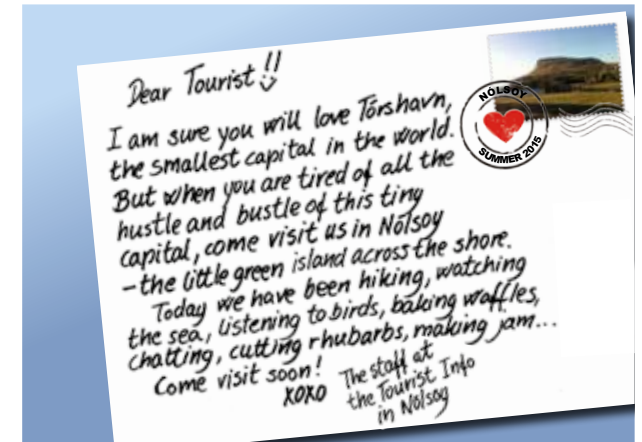 Dear Tourist!!
I am sure you will love Tórshavn,
the smallest capital in the world.
But when you are tired of all the
hustle and bustle of this tiny
capital, come visit us in Nólsoy
-the little green island across the shore.
Today we have been hiking, watching
the sea, listening to birds, baking waffles,
chatting, cutting rhubarbs, making jam...
Come visit soon!
XOXO
The staff at
the Tourist Info
in Nólsoy
NÓLSOY
SUMMER 2015